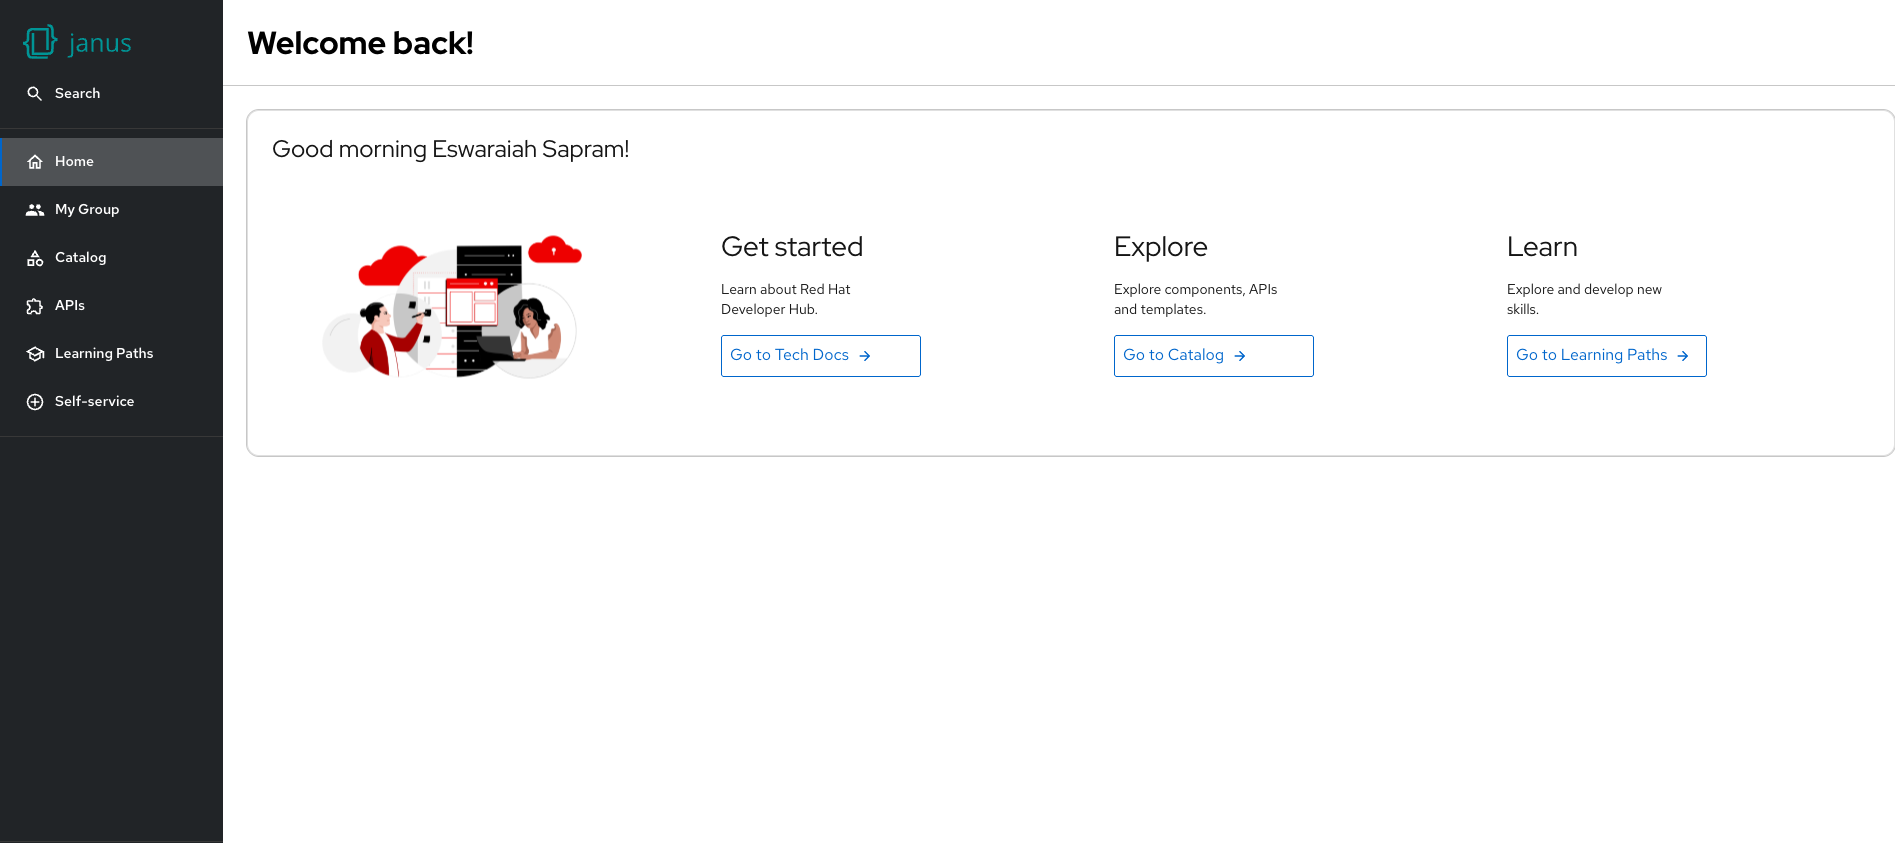 janus
Search
Home
My Group
Catalog
APIs
Learning Paths
Self-service
Welcome back!
Good morning Eswaraiah Sapram!
Get started
Learn about Red Hat
Developer Hub.
Go to Tech Docs
Explore
Explore components, APIs
and templates.
Go to Catalog
Learn
Explore and develop new
skills.
Go to Learning Paths